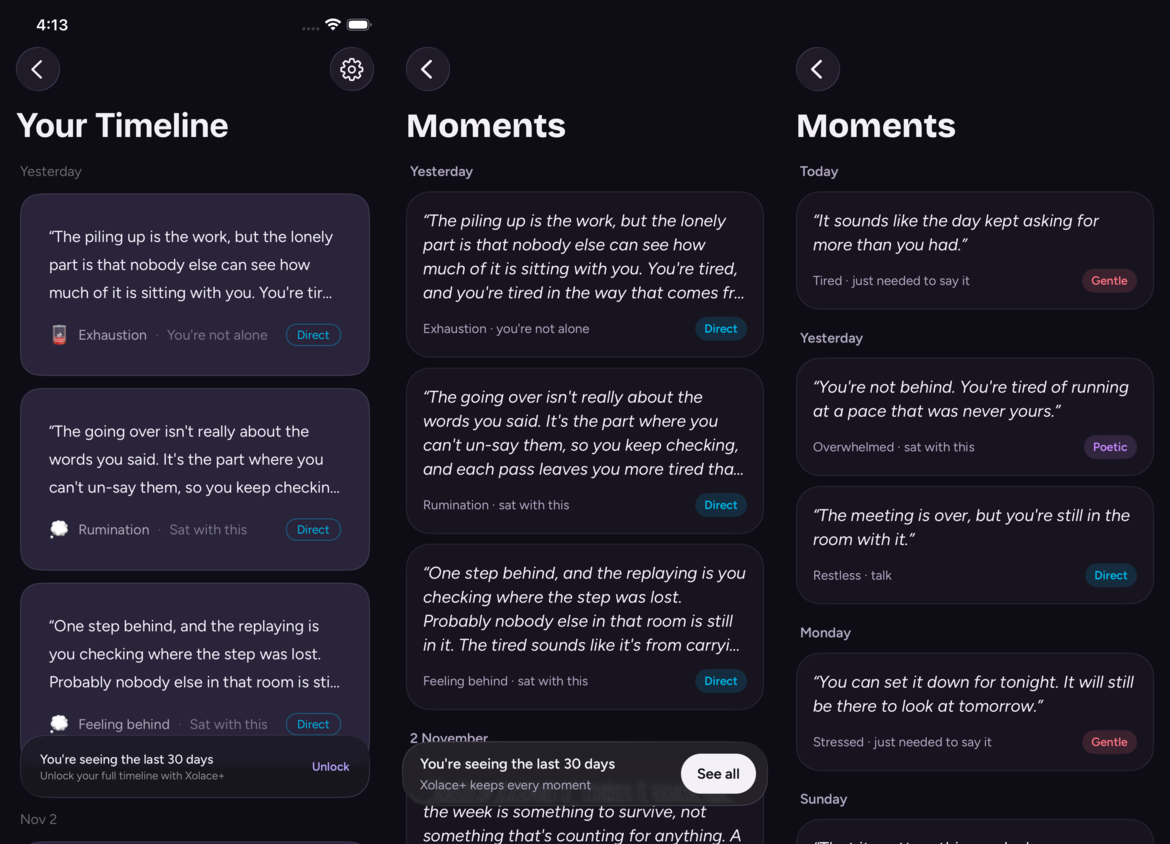 4:13
Your Timeline
Yesterday
“The piling up is the work, but the lonely
part is that nobody else can see how
much of it is sitting with you. You're tir...
Exhaustion · You're not alone Direct
“The going over isn't really about the
words you said. It's the part where you
can't un-say them, so you keep checkin...
Rumination · Sat with this Direct
“One step behind, and the replaying is
you checking where the step was lost.
Probably nobody else in that room is sti...
Feeling behind · Sat with this Direct
You're seeing the last 30 days
Unlock your full timeline with Xolace+
Unlock
Nov 2
Moments
Yesterday
“The piling up is the work, but the lonely
part is that nobody else can see how
much of it is sitting with you. You're tired,
and you're tired in the way that comes fr...
Exhaustion · you're not alone Direct
“The going over isn't really about the
words you said. It's the part where you
can't un-say them, so you keep checking,
and each pass leaves you more tired tha...
Rumination · sat with this Direct
“One step behind, and the replaying is you
checking where the step was lost.
Probably nobody else in that room is still
in it. The tired sounds like it's from carryi...
Feeling behind · sat with this Direct
2 November
You're seeing the last 30 days
Xolace+ keeps every moment
See all
the week is something to survive, not
something that's counting for anything. A
Moments
Today
“It sounds like the day kept asking for
more than you had.”
Tired · just needed to say it Gentle
Yesterday
“You're not behind. You're tired of running
at a pace that was never yours.”
Overwhelmed · sat with this Poetic
“The meeting is over, but you're still in the
room with it.”
Restless · talk Direct
Monday
“You can set it down for tonight. It will still
be there to look at tomorrow.”
Stressed · just needed to say it Gentle
Sunday